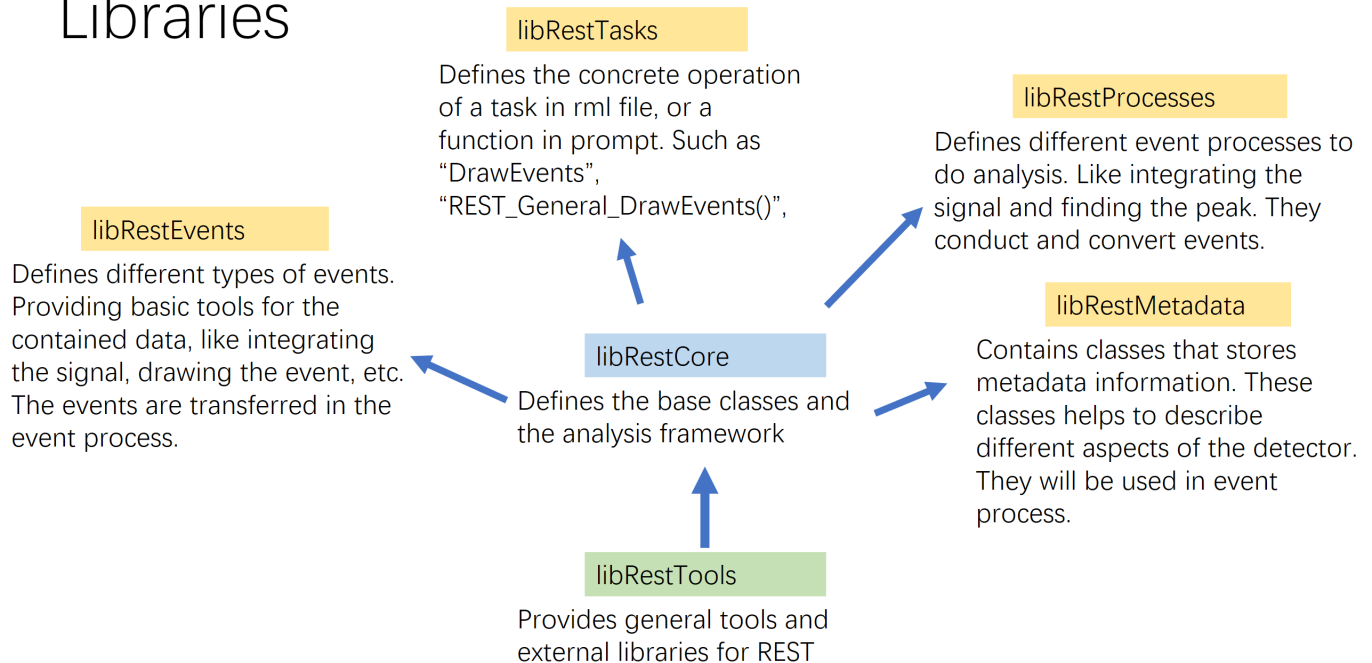 Libraries
libRestTasks
Defines the concrete operation
of a task in rml file, or a
function in prompt. Such as
“DrawEvents”,
“REST_General_DrawEvents()”,
libRestProcesses
Defines different event processes to
do analysis. Like integrating the
signal and finding the peak. They
conduct and convert events.
libRestEvents
Defines different types of events.
Providing basic tools for the
contained data, like integrating
the signal, drawing the event, etc.
The events are transferred in the
event process.
libRestMetadata
Contains classes that stores
metadata information. These
classes helps to describe
different aspects of the detector.
They will be used in event
process.
libRestCore
Defines the base classes and
the analysis framework
libRestTools
Provides general tools and
external libraries for REST